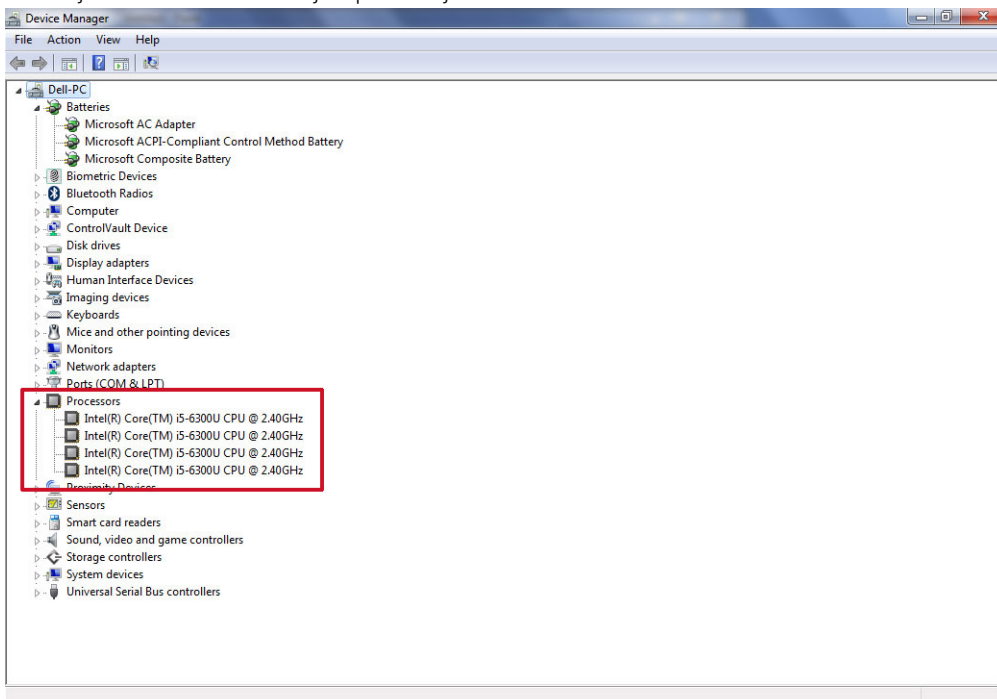 Device Manager
File Action View Help
Dell-PC
Batteries
Microsoft AC Adapter
Microsoft ACPI-Compliant Control Method Battery
Microsoft Composite Battery
Biometric Devices
Bluetooth Radios
Computer
ControlVault Device
Disk drives
Display adapters
Human Interface Devices
Imaging devices
Keyboards
Mice and other pointing devices
Monitors
Network adapters
Ports (COM & LPT)
Processors
Intel(R) Core(TM) i5-6300U CPU @ 2.40GHz
Intel(R) Core(TM) i5-6300U CPU @ 2.40GHz
Intel(R) Core(TM) i5-6300U CPU @ 2.40GHz
Intel(R) Core(TM) i5-6300U CPU @ 2.40GHz
Proximity Devices
Sensors
Smart card readers
Sound, video and game controllers
Storage controllers
System devices
Universal Serial Bus controllers